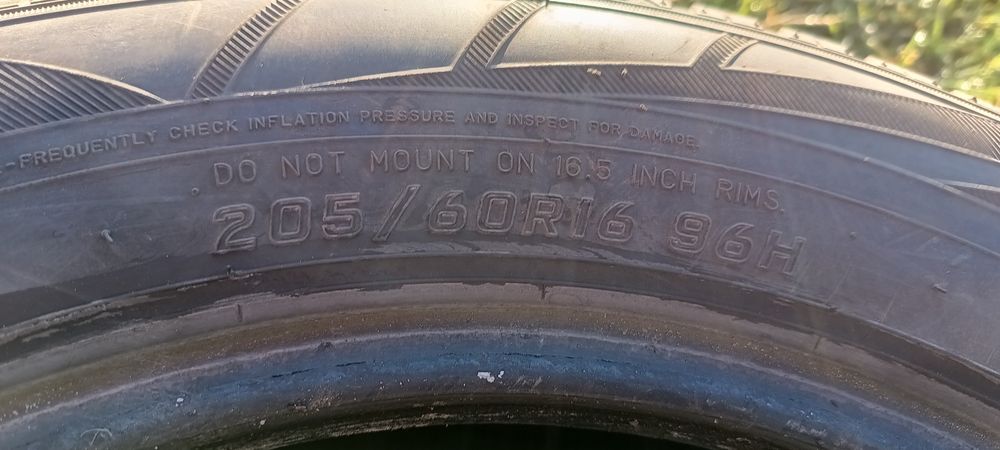 -FREQUENTLY CHECK INFLATION PRESSURE AND INSPECT FOR DAMAGE.
DO NOT MOUNT ON 16.5 INCH RIMS.
205/60R16 96H